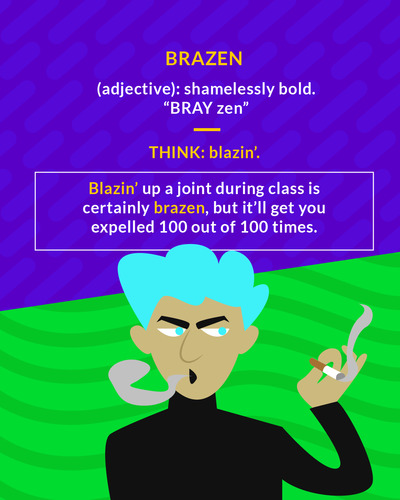 BRAZEN
(adjective): shamelessly bold.
“BRAY zen”
THINK: blazin’.
Blazin’ up a joint during class is
certainly brazen, but it’ll get you
expelled 100 out of 100 times.